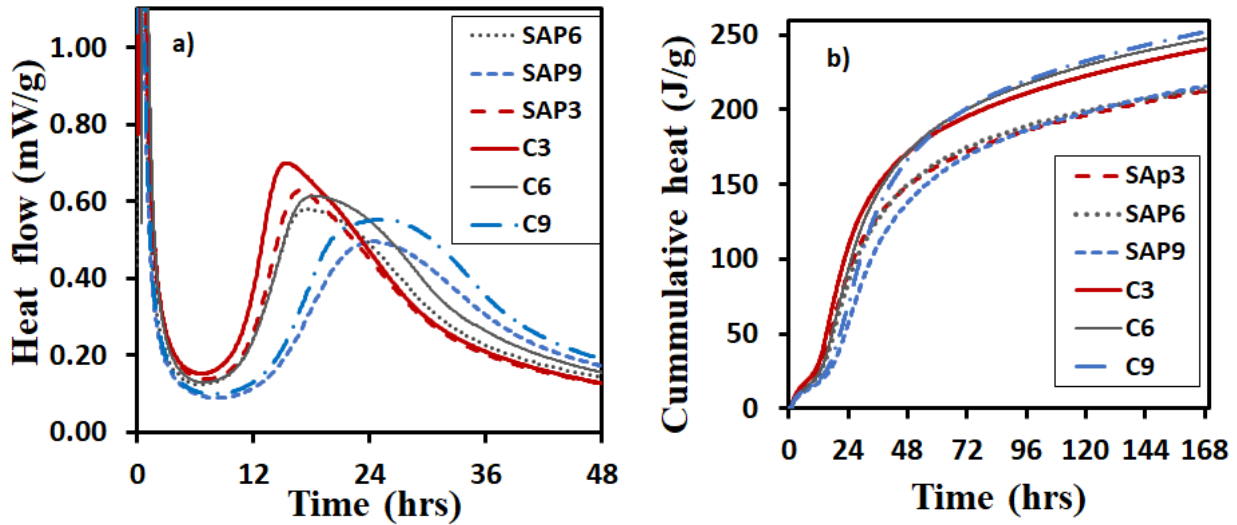 a)
Heat flow (mW/g)
1.00
0.80
0.60
0.40
0.20
0.00
0 12 24 36 48
Time (hrs)
SAP6
SAP9
SAP3
C3
C6
C9
b)
Cummulative heat (J/g)
250
200
150
100
50
0
0 24 48 72 96 120 144 168
Time (hrs)
SAp3
SAP6
SAP9
C3
C6
C9